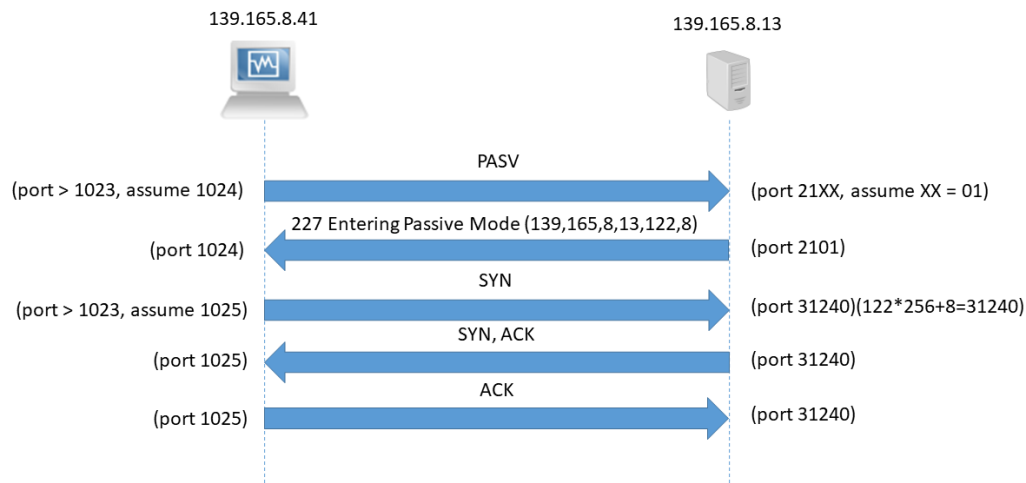 139.165.8.41
139.165.8.13
PASV
(port > 1023, assume 1024)
(port 21XX, assume XX = 01)
227 Entering Passive Mode (139,165,8,13,122,8)
(port 1024)
(port 2101)
SYN
(port > 1023, assume 1025)
(port 31240)(122*256+8=31240)
SYN, ACK
(port 1025)
(port 31240)
ACK
(port 1025)
(port 31240)